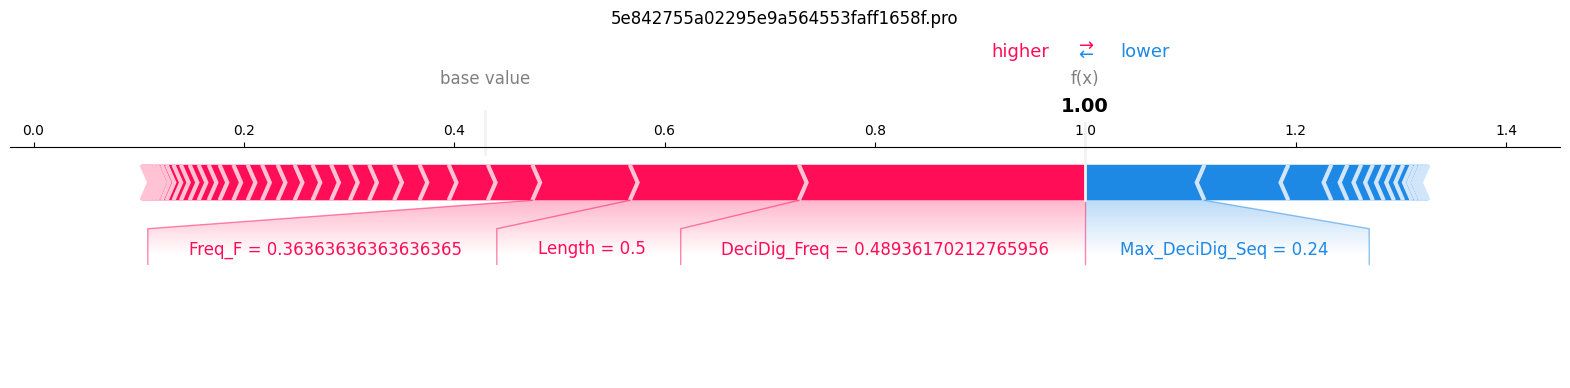 5e842755a02295e9a564553faff1658f.pro
higher → ← lower
base value f(x)
1.00
0.0 0.2 0.4 0.6 0.8 1.0 1.2 1.4
Freq_F = 0.36363636363636365 Length = 0.5 DeciDig_Freq = 0.48936170212765956 Max_DeciDig_Seq = 0.24